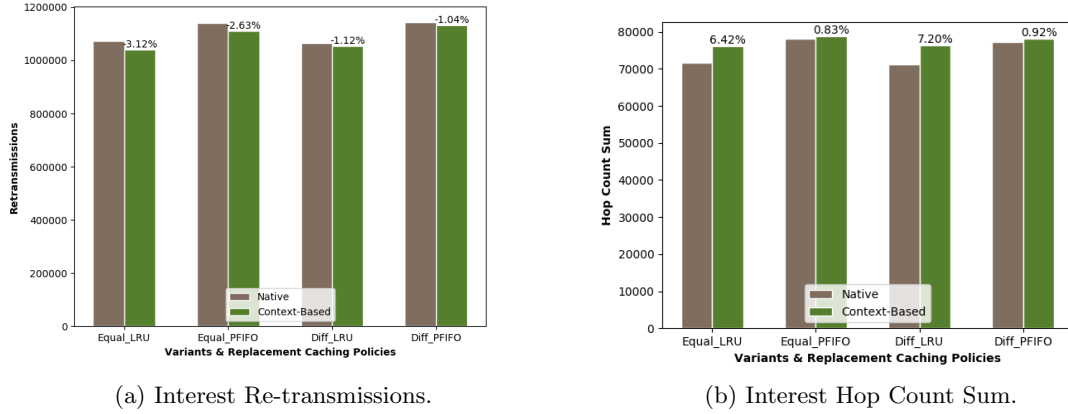 1200000
1000000
800000
600000
400000
200000
0
Retransmissions
-3.12%
-2.63%
-1.12%
-1.04%
Native
Context-Based
Equal_LRU Equal_PFIFO Diff_LRU Diff_PFIFO
Variants & Replacement Caching Policies
(a) Interest Re-transmissions.
80000
70000
60000
50000
40000
30000
20000
10000
0
Hop Count Sum
6.42%
0.83%
7.20%
0.92%
Native
Context-Based
Equal_LRU Equal_PFIFO Diff_LRU Diff_PFIFO
Variants & Replacement Caching Policies
(b) Interest Hop Count Sum.